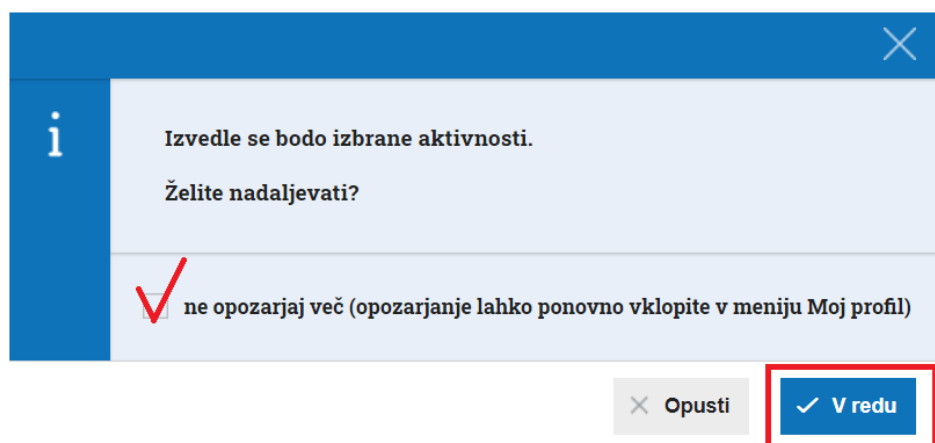 i
Izvedle se bodo izbrane aktivnosti.
Želite nadaljevati?
ne opozarjaj več (opozarjanje lahko ponovno vklopite v meniju Moj profil)
Opusti
V redu